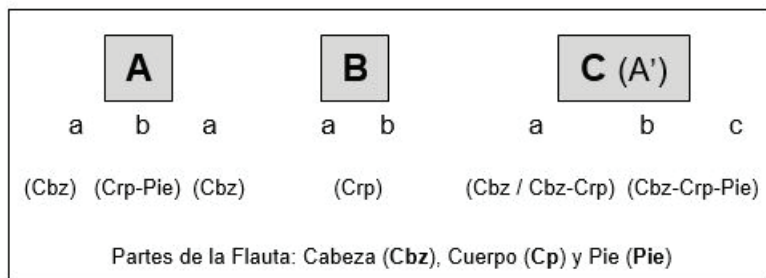 A B C (A’)
a b a a b a b c
(Cbz) (Crp-Pie) (Cbz) (Crp) (Cbz / Cbz-Crp) (Cbz-Crp-Pie)
Partes de la Flauta: Cabeza (Cbz), Cuerpo (Cp) y Pie (Pie)